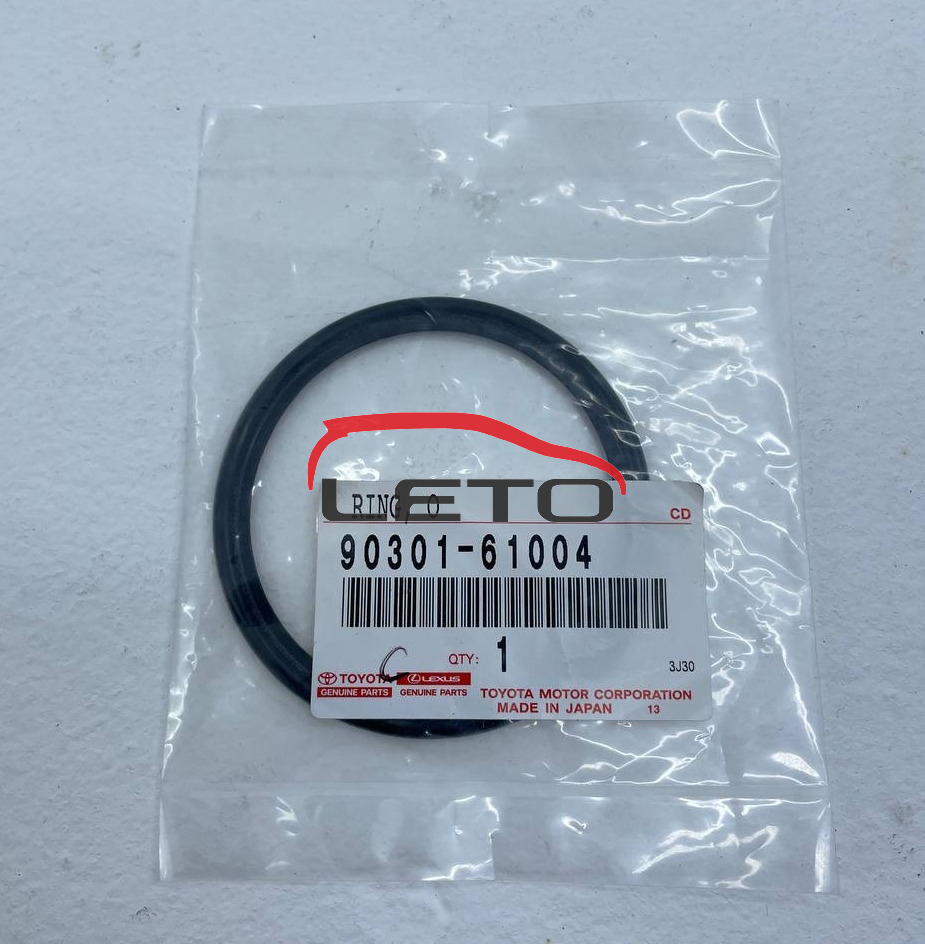 LETO
RING, O
CD
90301-61004
QTY: 1
3J30
TOYOTA LEXUS
GENUINE PARTS GENUINE PARTS
TOYOTA MOTOR CORPORATION
MADE IN JAPAN 13